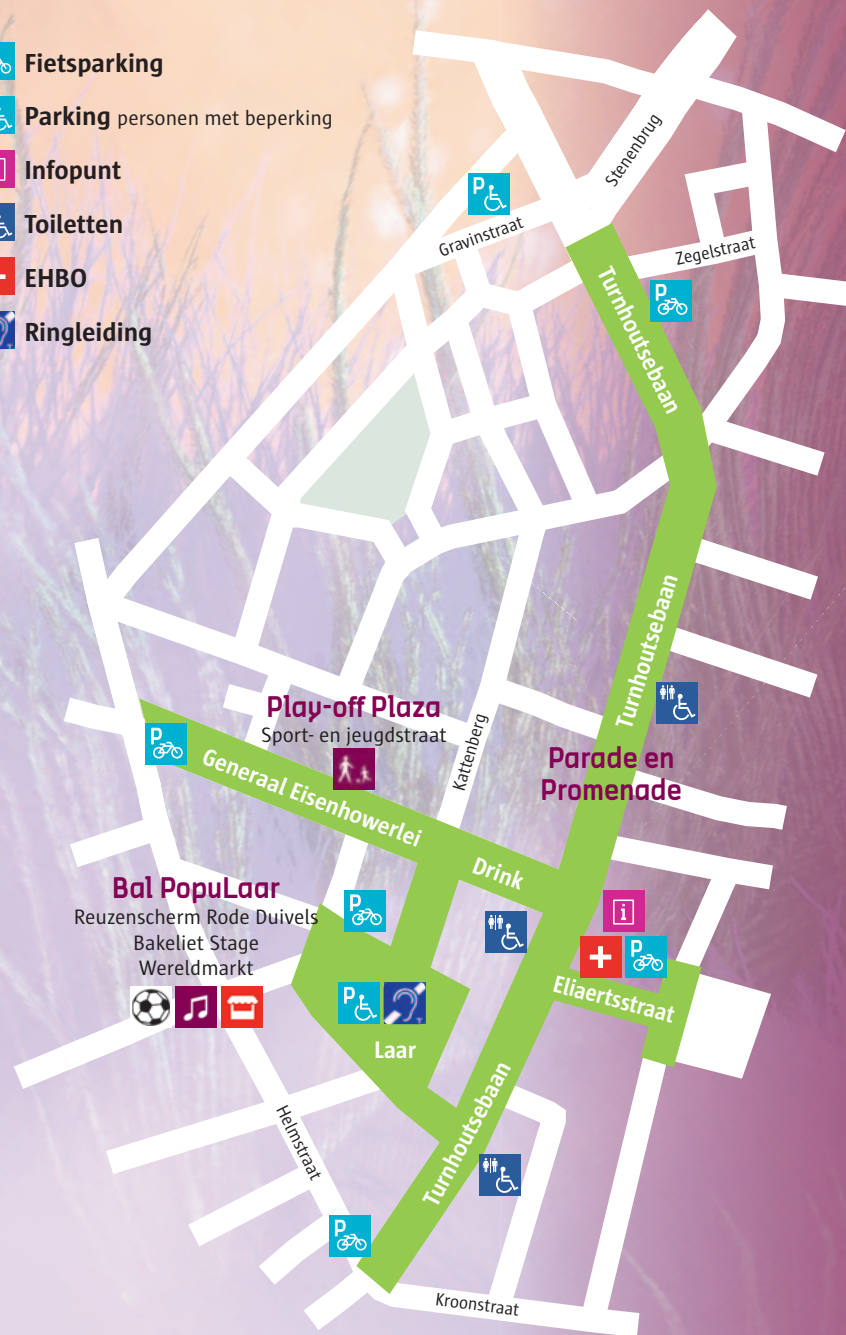 Fietsparking
Parking personen met beperking
Infopunt
Toiletten
EHBO
Ringleiding
Stenenbrug
P
Gravinstraat
Zegelstraat
P
Turnhoutsebaan
Turnhoutsebaan
Play-off Plaza
Sport- en jeugdstraat
Kattenberg
P
Generaal Eisenhowerlei
Parade en
Promenade
Drink
Bal PopuLaar
Reuzenscherm Rode Duivels
Bakeliet Stage
Wereldmarkt
P
i
P
Eliaertsstraat
P
Laar
Turnhoutsebaan
Helmstraat
P
Kroonstraat